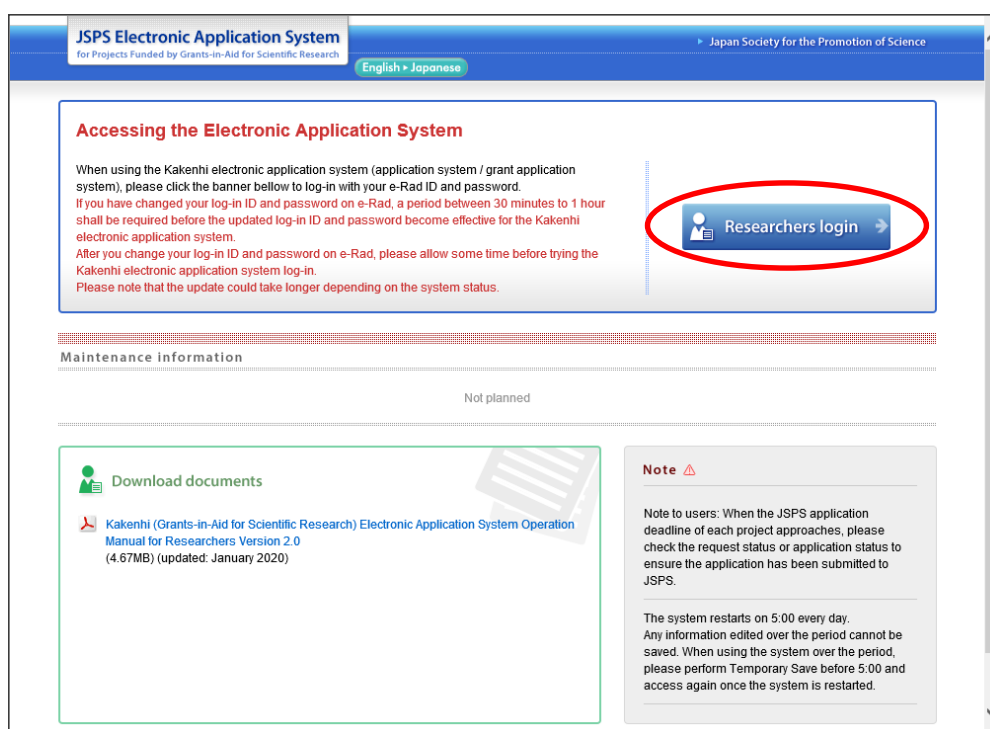 JSPS Electronic Application System
for Projects Funded by Grants-in-Aid for Scientific Research
English ▸ Japanese
Japan Society for the Promotion of Science
Accessing the Electronic Application System
When using the Kakenhi electronic application system (application system / grant application
system), please click the banner bellow to log-in with your e-Rad ID and password.
If you have changed your log-in ID and password on e-Rad, a period between 30 minutes to 1 hour
shall be required before the updated log-in ID and password become effective for the Kakenhi
electronic application system.
After you change your log-in ID and password on e-Rad, please allow some time before trying the
Kakenhi electronic application system log-in.
Please note that the update could take longer depending on the system status.
Researchers login
Maintenance information
Not planned
Download documents
Kakenhi (Grants-in-Aid for Scientific Research) Electronic Application System Operation
Manual for Researchers Version 2.0
(4.67MB) (updated: January 2020)
Note
Note to users: When the JSPS application
deadline of each project approaches, please
check the request status or application status to
ensure the application has been submitted to
JSPS.
The system restarts on 5:00 every day.
Any information edited over the period cannot be
saved. When using the system over the period,
please perform Temporary Save before 5:00 and
access again once the system is restarted.